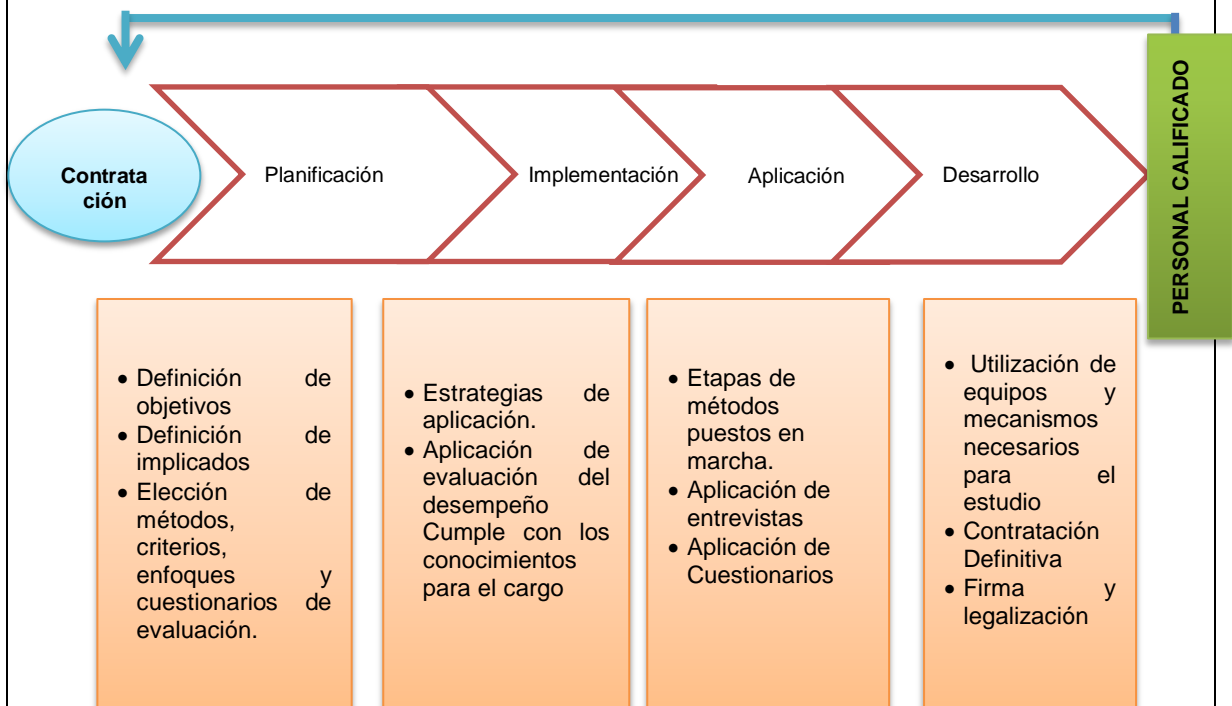 Contrata
ción
Planificación
Implementación
Aplicación
Desarrollo
PERSONAL CALIFICADO
• Definición de
objetivos
• Definición de
implicados
• Elección de
métodos,
criterios,
enfoques y
cuestionarios de
evaluación.
• Estrategias de
aplicación.
• Aplicación de
evaluación del
desempeño
Cumple con los
conocimientos
para el cargo
• Etapas de
métodos
puestos en
marcha.
• Aplicación de
entrevistas
• Aplicación de
Cuestionarios
• Utilización de
equipos y
mecanismos
necesarios
para el
estudio
• Contratación
Definitiva
• Firma y
legalización